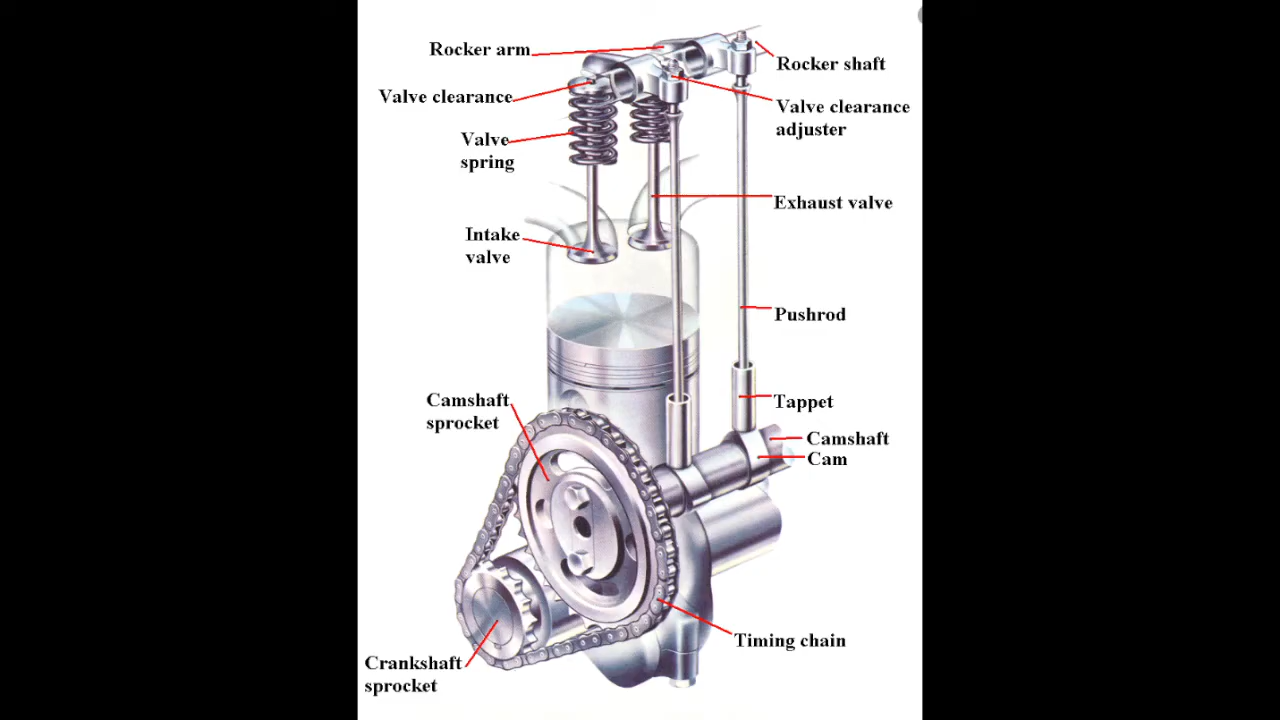 Rocker arm
Rocker shaft
Valve clearance
Valve clearance
adjuster
Valve
spring
Exhaust valve
Intake
valve
Pushrod
Camshaft
sprocket
Tappet
Camshaft
Cam
Timing chain
Crankshaft
sprocket